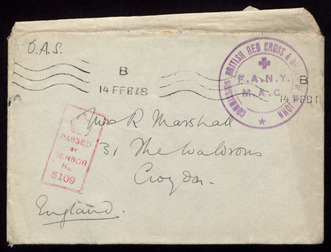 O.A.S.
B
14 FEB 18
B
14 FEB 18
BRITISH RED CROSS &
JOHN
F.A.N.Y.
M.A.C.
PASSED
BY
CENSOR
No
5109
R Marshall
31 The Waldrons
Croydon
England.